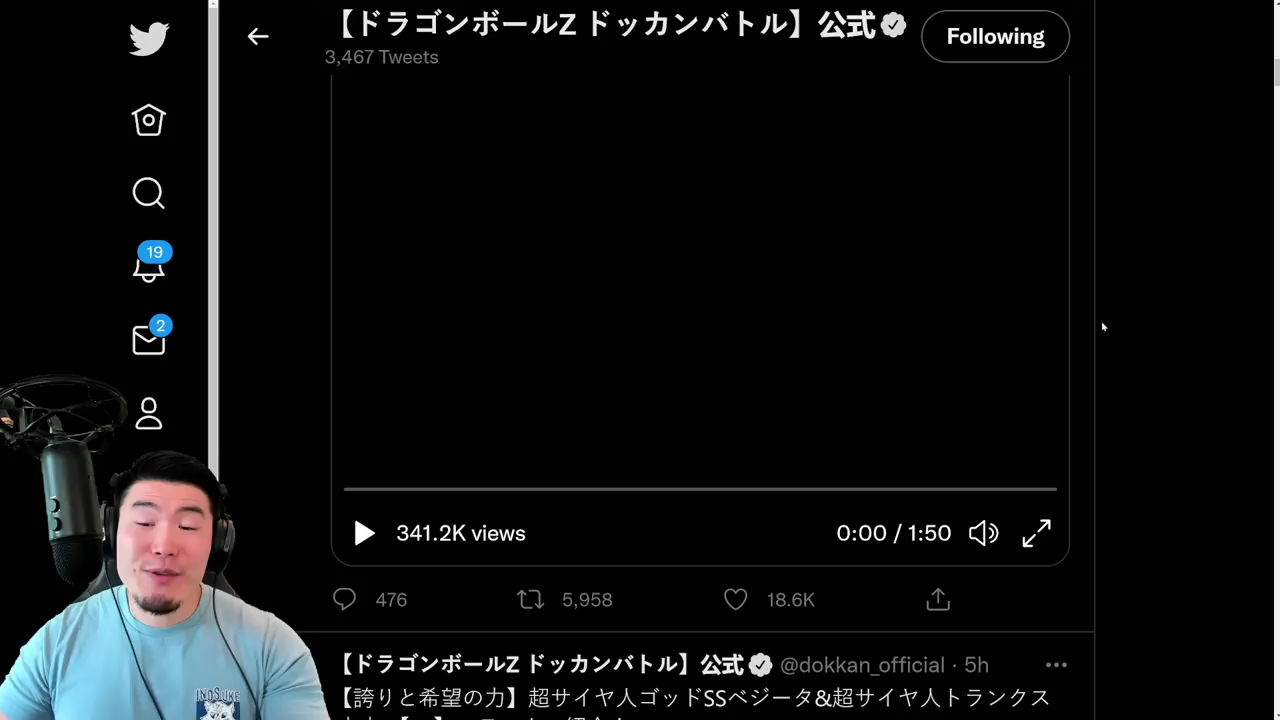 【ドラゴンボールZ ドッカンバトル】公式
3,467 Tweets
Following
19
2
341.2K views
0:00 / 1:50
476
5,958
18.6K
【ドラゴンボールZ ドッカンバトル】公式 @dokkan_official · 5h
【誇りと希望の力】超サイヤ人ゴッドSSベジータ&超サイヤ人トランクス
INOSUKE